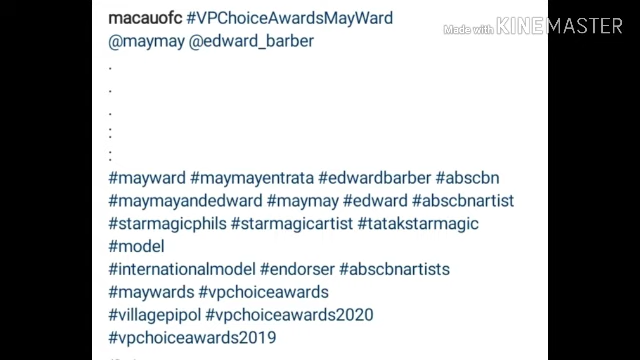 macauofc #VPChoiceAwardsMayWard
@maymay @edward_barber
.
.
.
:
:
#mayward #maymayentrata #edwardbarber #abscbn
#maymayandedward #maymay #edward #abscbnartist
#starmagicphils #starmagicartist #tatakstarmagic
#model
#internationalmodel #endorser #abscbnartists
#maywards #vpchoiceawards
#villagepipol #vpchoiceawards2020
#vpchoiceawards2019
Made with KINEMASTER